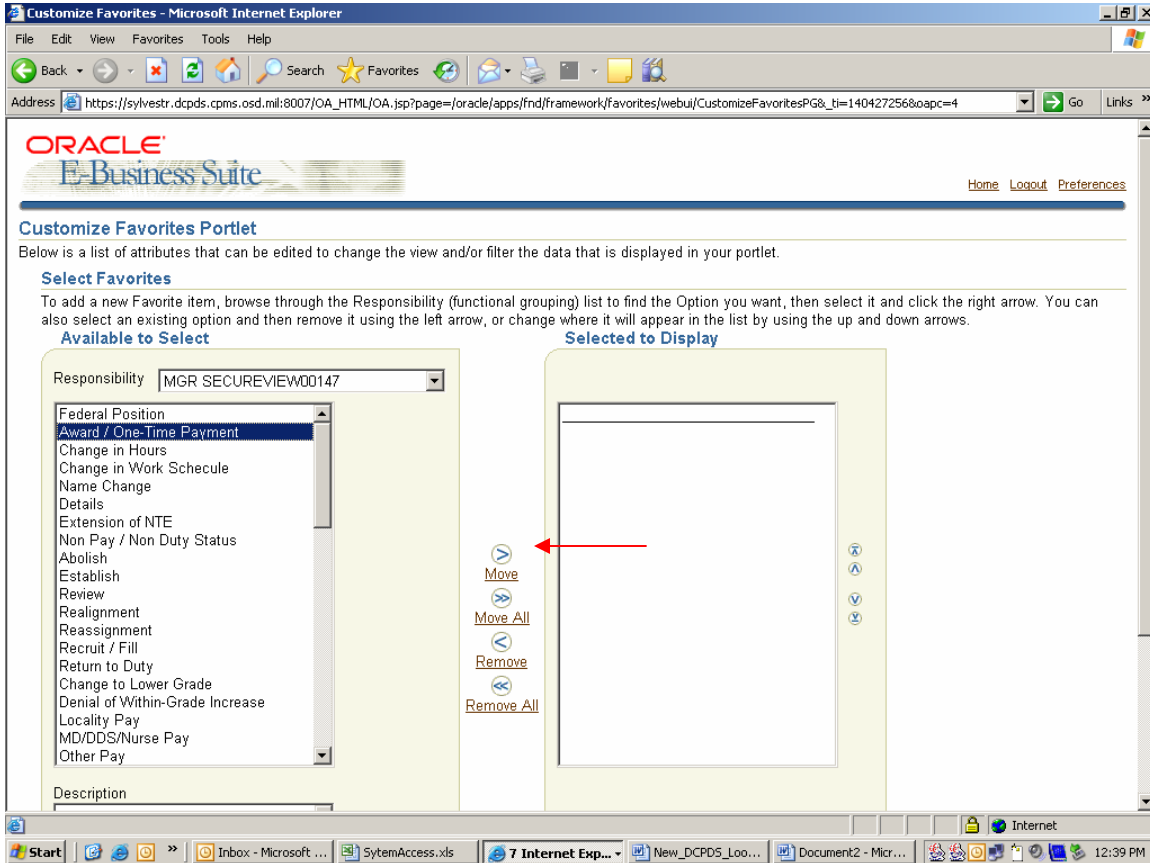 Customize Favorites - Microsoft Internet Explorer
File Edit View Favorites Tools Help
Back Search Favorites
Address https://sylvestr.dcpds.cpms.osd.mil:8007/OA_HTML/OA.jsp?page=/oracle/apps/fnd/framework/favorites/webui/CustomizeFavoritesPG&_ti=140427256&oapc=4 Go Links »
ORACLE
E-Business Suite
Home Logout Preferences
Customize Favorites Portlet
Below is a list of attributes that can be edited to change the view and/or filter the data that is displayed in your portlet.
Select Favorites
To add a new Favorite item, browse through the Responsibility (functional grouping) list to find the Option you want, then select it and click the right arrow. You can
also select an existing option and then remove it using the left arrow, or change where it will appear in the list by using the up and down arrows.
Available to Select Selected to Display
Responsibility MGR SECUREVIEW00147
Federal Position
Award / One-Time Payment
Change in Hours
Change in Work Schecule
Name Change
Details
Extension of NTE
Non Pay / Non Duty Status
Abolish
Establish
Review
Realignment
Reassignment
Recruit / Fill
Return to Duty
Change to Lower Grade
Denial of Within-Grade Increase
Locality Pay
MD/DDS/Nurse Pay
Other Pay
Move
Move All
Remove
Remove All
Description
Internet
Start » Inbox - Microsoft ... SytemAccess.xls 7 Internet Exp... New_DCPDS_Loo... Document2 - Micr... 12:39 PM